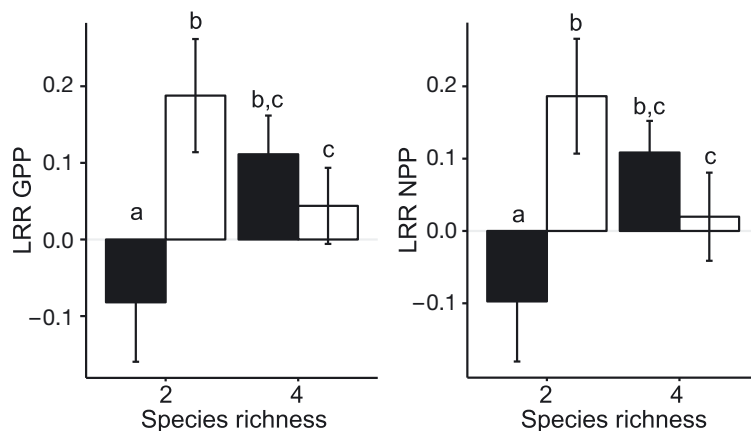 b
0.2
b,c
LRR GPP
0.1
c
a
0.0
−0.1
2
4
Species richness
b
0.2
b,c
LRR NPP
0.1
c
a
0.0
−0.1
2
4
Species richness